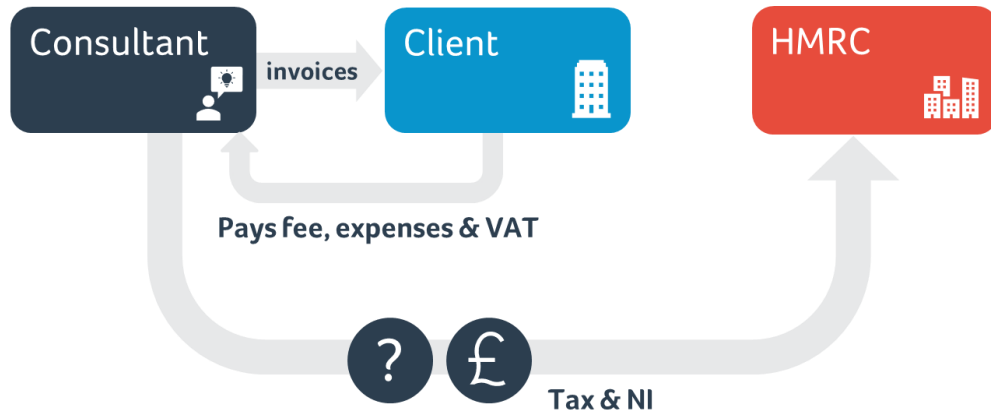 Consultant
invoices
Client
HMRC
Pays fee, expenses & VAT
?
£
Tax & NI